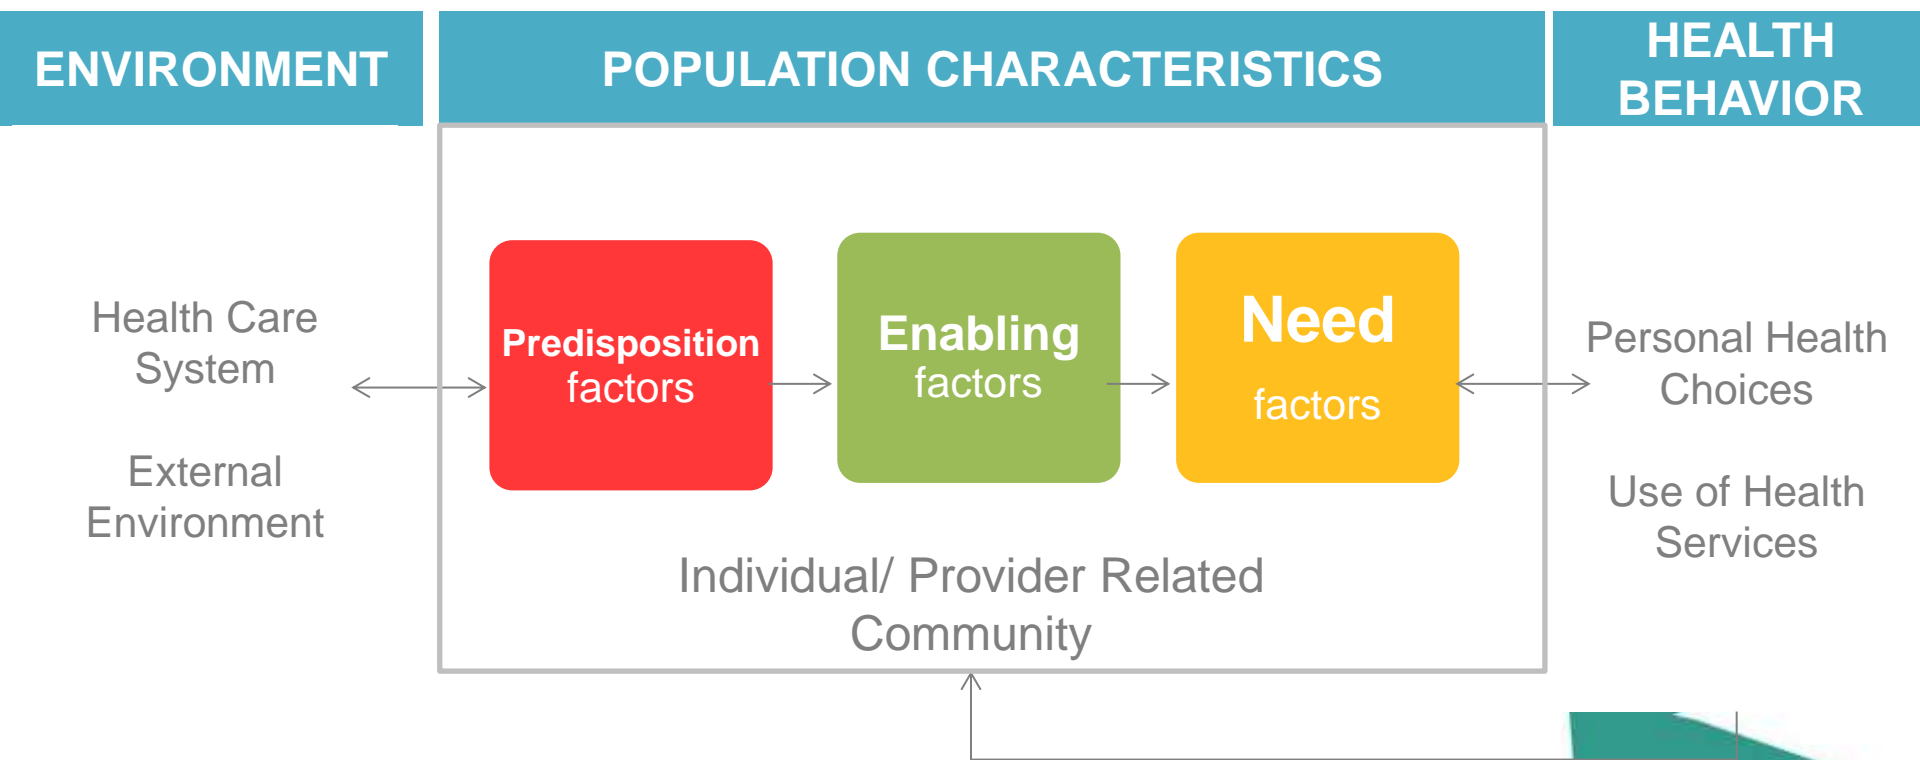 ENVIRONMENT
POPULATION CHARACTERISTICS
HEALTH
BEHAVIOR
Health Care
System
External
Environment
Predisposition
factors
Enabling
factors
Need
factors
Individual/ Provider Related
Community
Personal Health
Choices
Use of Health
Services